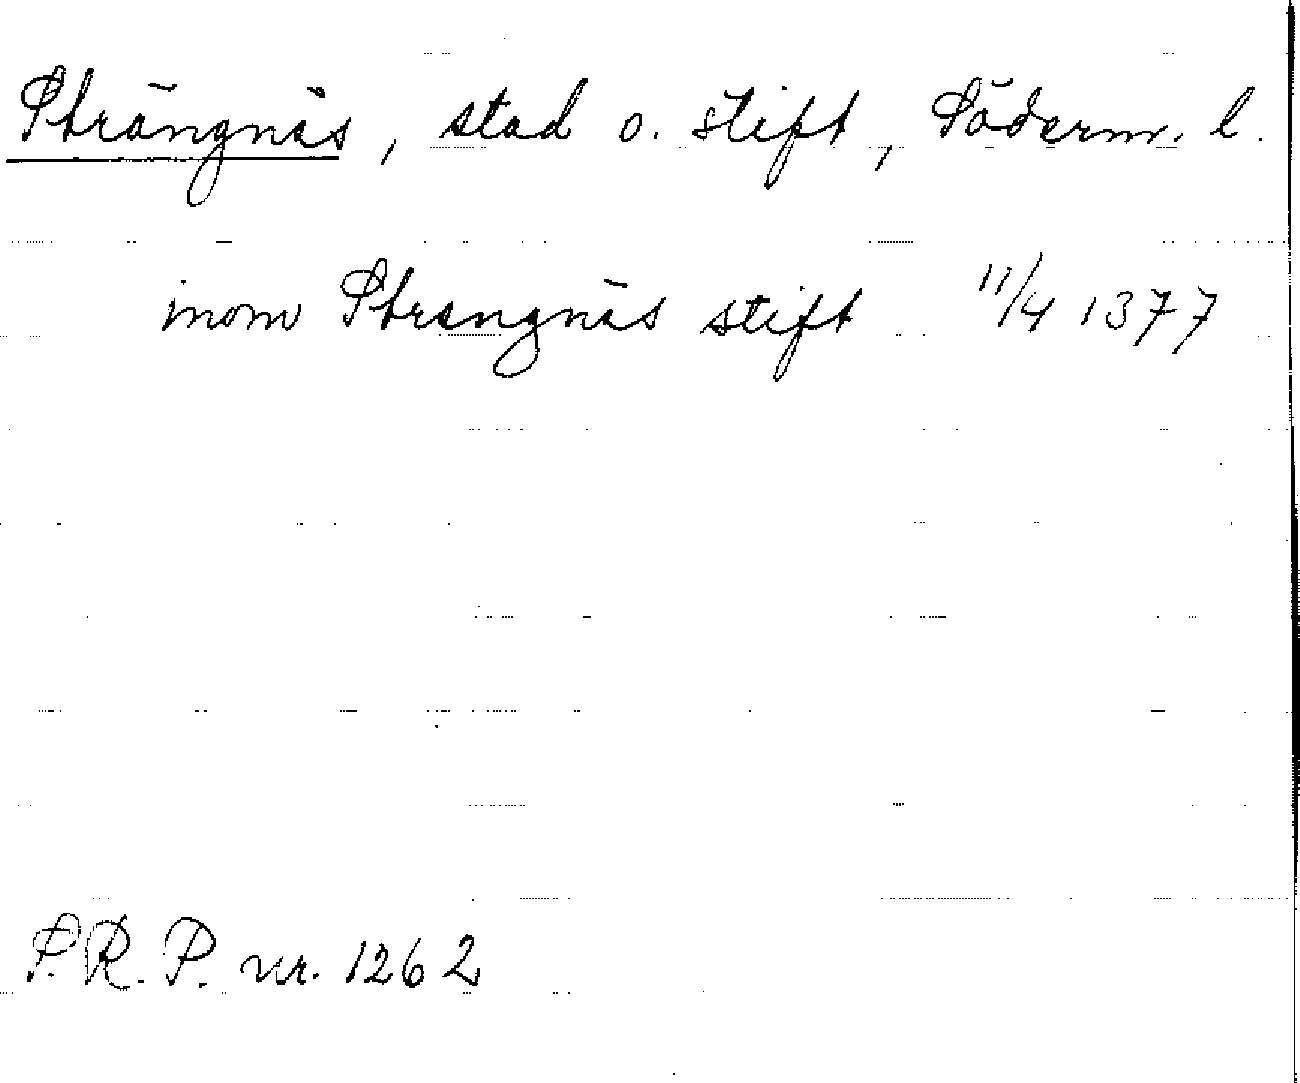 Strängnäs, stad o. stift, Söderm. l.
inom Strengnäs stift 11/4 1377
S.R.P. nr. 1262